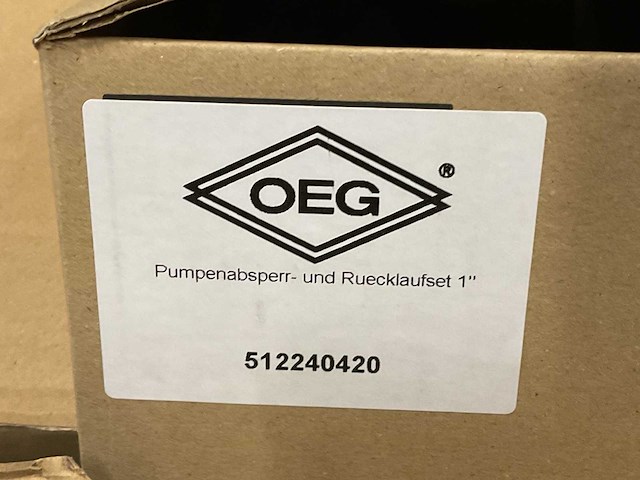 OEG ®
Pumpenabsperr- und Ruecklaufset 1"
512240420